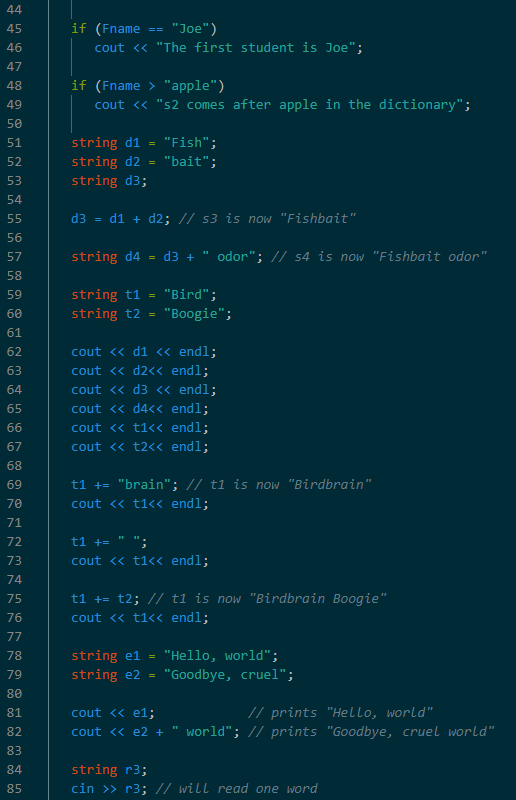 44
45 if (Fname == "Joe")
46 cout << "The first student is Joe";
47
48 if (Fname > "apple")
49 cout << "s2 comes after apple in the dictionary";
50
51 string d1 = "Fish";
52 string d2 = "bait";
53 string d3;
54
55 d3 = d1 + d2; // s3 is now "Fishbait"
56
57 string d4 = d3 + " odor"; // s4 is now "Fishbait odor"
58
59 string t1 = "Bird";
60 string t2 = "Boogie";
61
62 cout << d1 << endl;
63 cout << d2<< endl;
64 cout << d3 << endl;
65 cout << d4<< endl;
66 cout << t1<< endl;
67 cout << t2<< endl;
68
69 t1 += "brain"; // t1 is now "Birdbrain"
70 cout << t1<< endl;
71
72 t1 += " ";
73 cout << t1<< endl;
74
75 t1 += t2; // t1 is now "Birdbrain Boogie"
76 cout << t1<< endl;
77
78 string e1 = "Hello, world";
79 string e2 = "Goodbye, cruel";
80
81 cout << e1; // prints "Hello, world"
82 cout << e2 + " world"; // prints "Goodbye, cruel world"
83
84 string r3;
85 cin >> r3; // will read one word